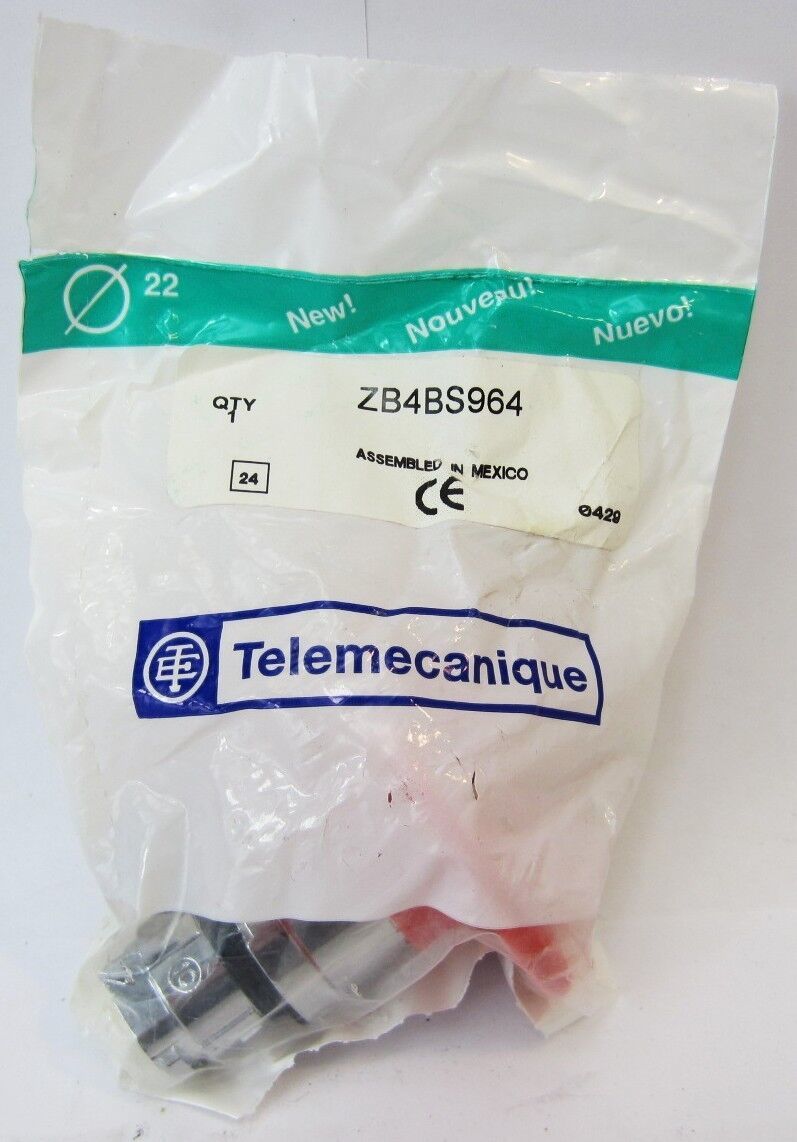 Ø 22
New! Nouveau! Nuevo!
QTY ZB4BS964
1
ASSEMBLED IN MEXICO
24 CE 0429
Telemecanique